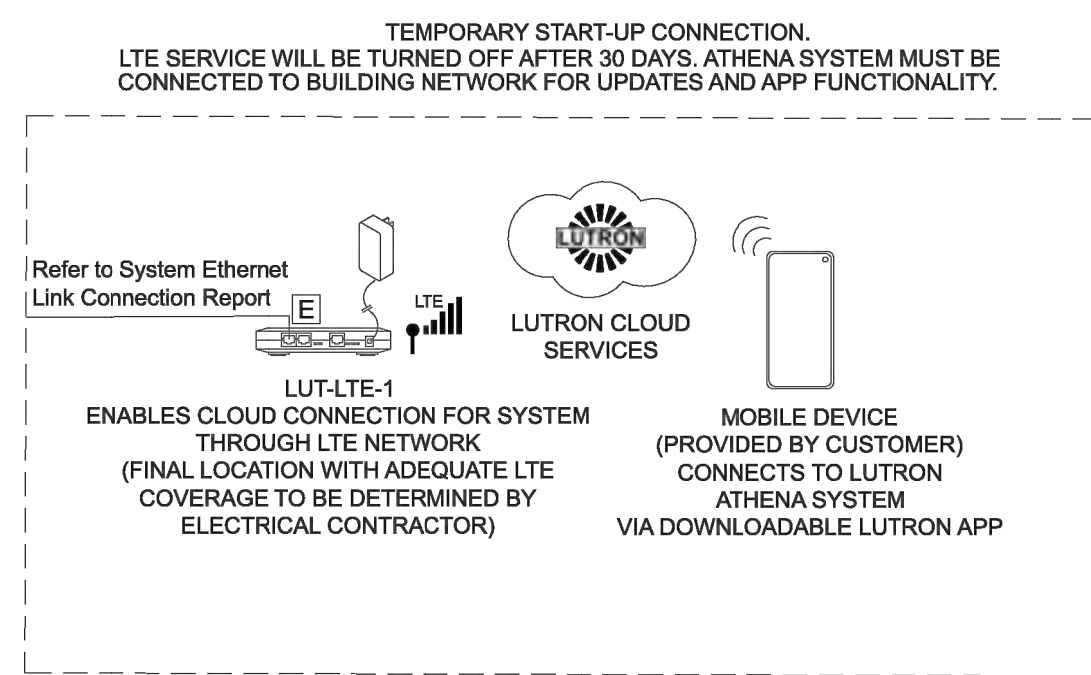 TEMPORARY START-UP CONNECTION.
LTE SERVICE WILL BE TURNED OFF AFTER 30 DAYS. ATHENA SYSTEM MUST BE
CONNECTED TO BUILDING NETWORK FOR UPDATES AND APP FUNCTIONALITY.
Refer to System Ethernet
Link Connection Report
E
LTE
LUT-LTE-1
ENABLES CLOUD CONNECTION FOR SYSTEM
THROUGH LTE NETWORK
(FINAL LOCATION WITH ADEQUATE LTE
COVERAGE TO BE DETERMINED BY
ELECTRICAL CONTRACTOR)
LUTRON
LUTRON CLOUD
SERVICES
MOBILE DEVICE
(PROVIDED BY CUSTOMER)
CONNECTS TO LUTRON
ATHENA SYSTEM
VIA DOWNLOADABLE LUTRON APP